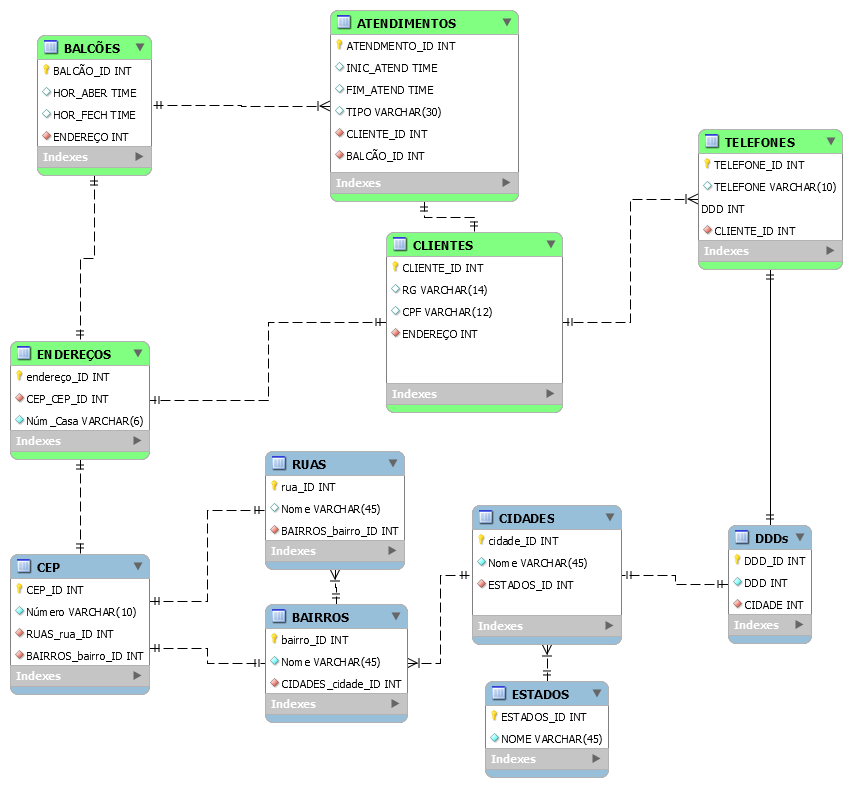 BALCÕES
BALCÃO_ID INT
HOR_ABER TIME
HOR_FECH TIME
ENDEREÇO INT
Indexes
ATENDIMENTOS
ATENDMENTO_ID INT
INIC_ATEND TIME
FIM_ATEND TIME
TIPO VARCHAR(30)
CLIENTE_ID INT
BALCÃO_ID INT
Indexes
TELEFONES
TELEFONE_ID INT
TELEFONE VARCHAR(10)
DDD INT
CLIENTE_ID INT
Indexes
CLIENTES
CLIENTE_ID INT
RG VARCHAR(14)
CPF VARCHAR(12)
ENDEREÇO INT
Indexes
ENDEREÇOS
endereço_ID INT
CEP_CEP_ID INT
Núm_Casa VARCHAR(6)
Indexes
RUAS
rua_ID INT
Nome VARCHAR(45)
BAIRROS_bairro_ID INT
Indexes
CIDADES
cidade_ID INT
Nome VARCHAR(45)
ESTADOS_ID INT
Indexes
DDDs
DDD_ID INT
DDD INT
CIDADE INT
Indexes
CEP
CEP_ID INT
Número VARCHAR(10)
RUAS_rua_ID INT
BAIRROS_bairro_ID INT
Indexes
BAIRROS
bairro_ID INT
Nome VARCHAR(45)
CIDADES_cidade_ID INT
Indexes
ESTADOS
ESTADOS_ID INT
NOME VARCHAR(45)
Indexes